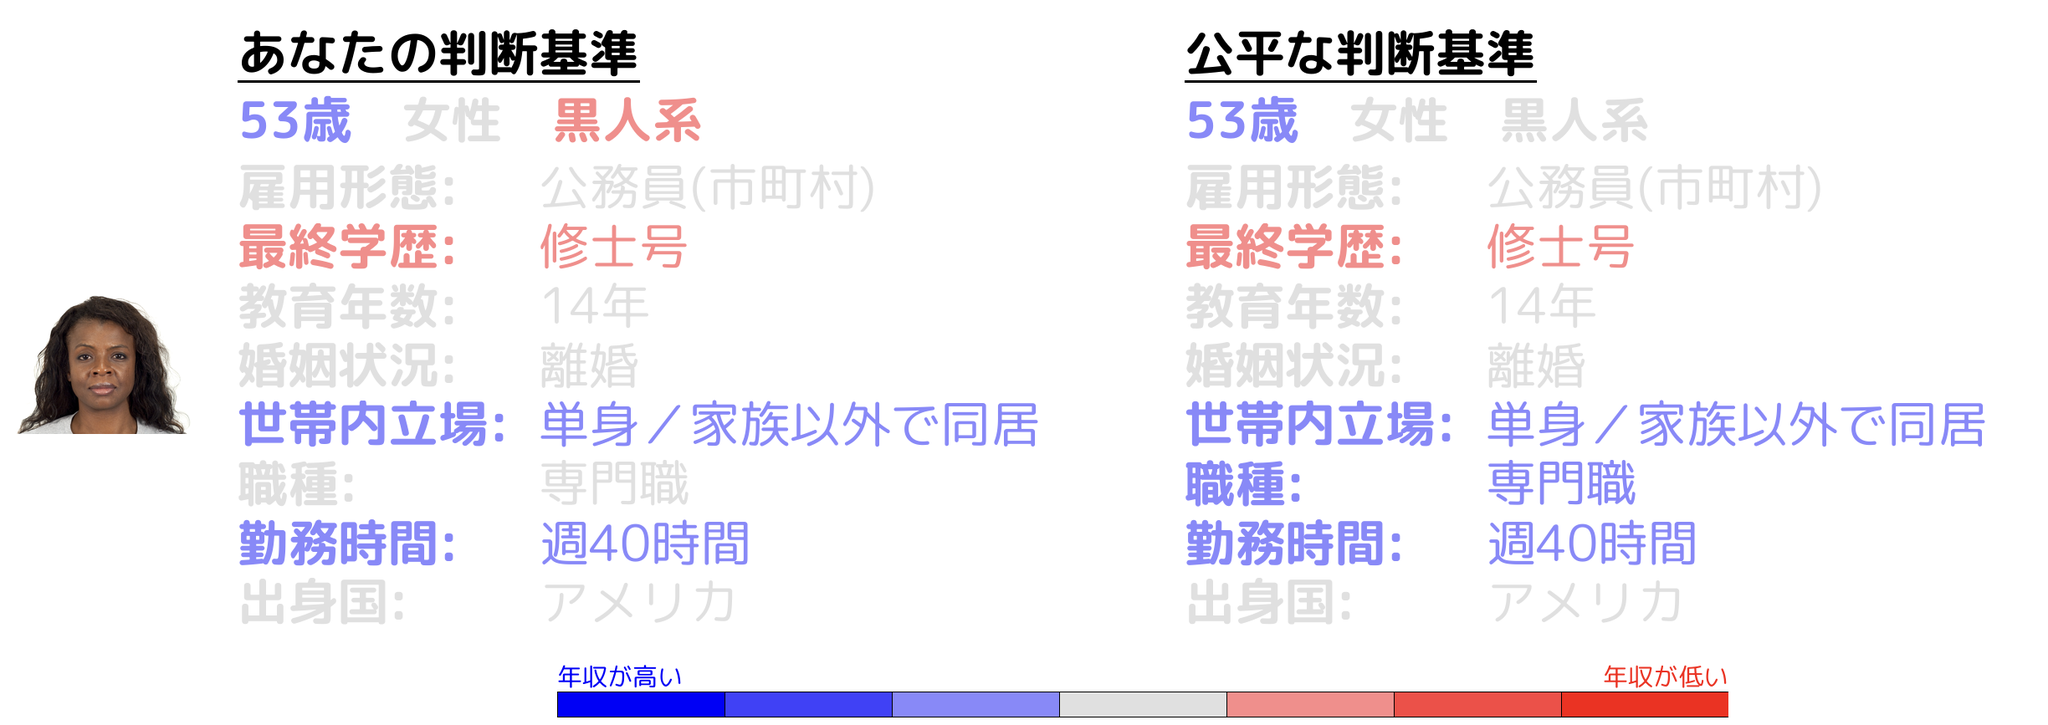 あなたの判断基準
53歳 女性 黒人系
雇用形態: 公務員(市町村)
最終学歴: 修士号
教育年数: 14年
婚姻状況: 離婚
世帯内立場: 単身／家族以外で同居
職種: 専門職
勤務時間: 週40時間
出身国: アメリカ
公平な判断基準
53歳 女性 黒人系
雇用形態: 公務員(市町村)
最終学歴: 修士号
教育年数: 14年
婚姻状況: 離婚
世帯内立場: 単身／家族以外で同居
職種: 専門職
勤務時間: 週40時間
出身国: アメリカ
年収が高い
年収が低い